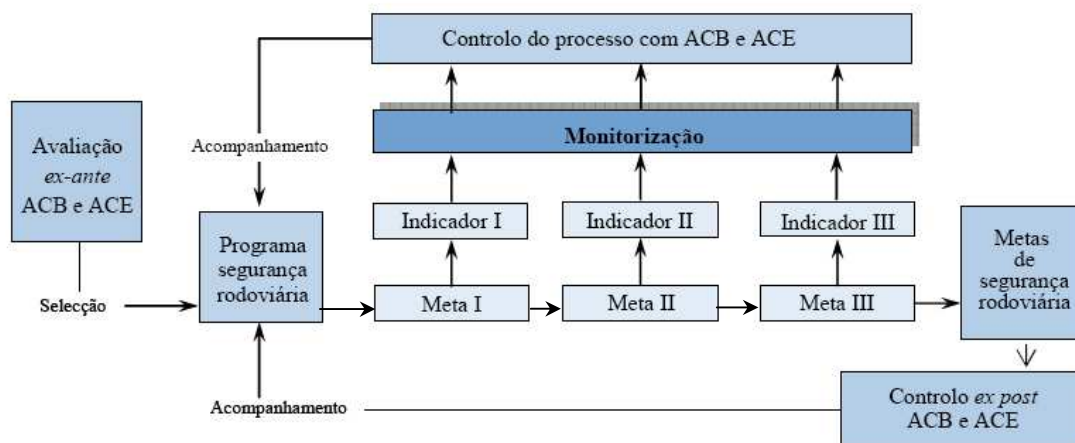 Controlo do processo com ACB e ACE
Monitorização
Avaliação
ex-ante
ACB e ACE
Acompanhamento
Indicador I
Indicador II
Indicador III
Programa
segurança
rodoviária
Metas
de
segurança
rodoviária
Selecção
Meta I
Meta II
Meta III
Acompanhamento
Controlo ex post
ACB e ACE